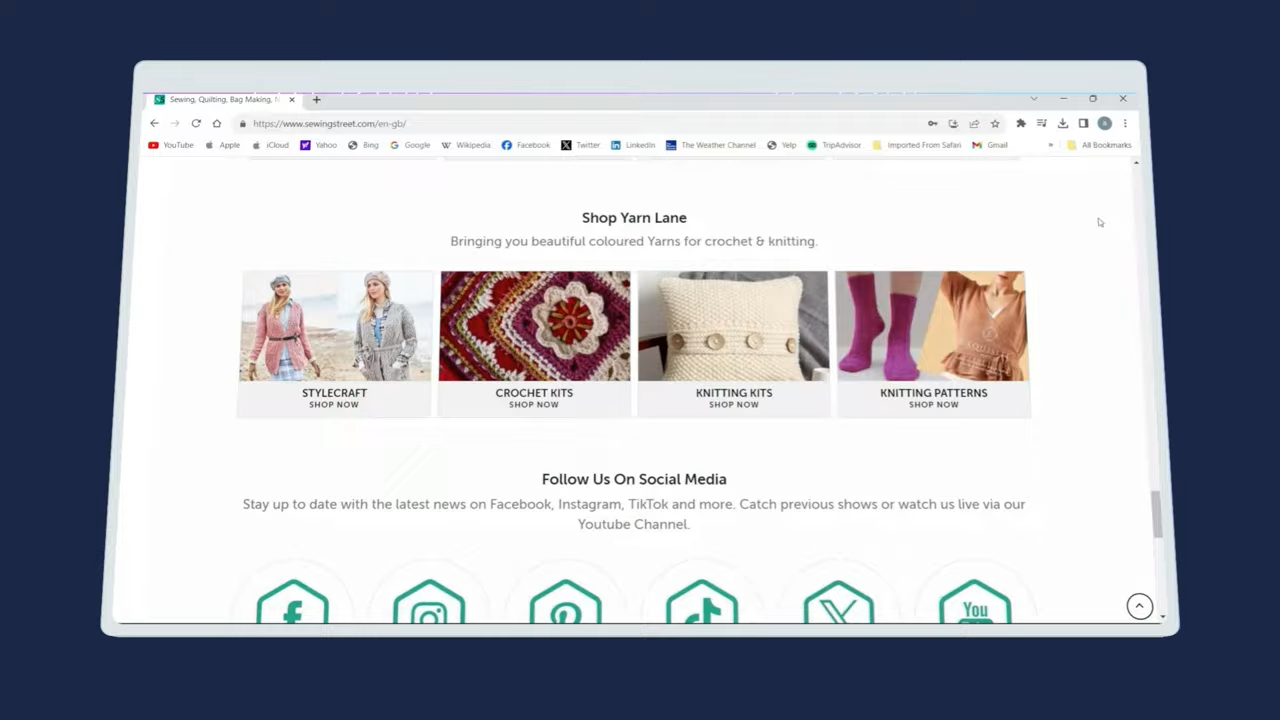 Sewing, Quilting, Bag Making,
https://www.sewingstreet.com/en-gb/
YouTube Apple iCloud Yahoo Bing Google Wikipedia Facebook Twitter LinkedIn The Weather Channel Yelp TripAdvisor Imported From Safari Gmail » All Bookmarks
Shop Yarn Lane
Bringing you beautiful coloured Yarns for crochet & knitting.
STYLECRAFT CROCHET KITS KNITTING KITS KNITTING PATTERNS
SHOP NOW SHOP NOW SHOP NOW SHOP NOW
Follow Us On Social Media
Stay up to date with the latest news on Facebook, Instagram, TikTok and more. Catch previous shows or watch us live via our
Youtube Channel.
You